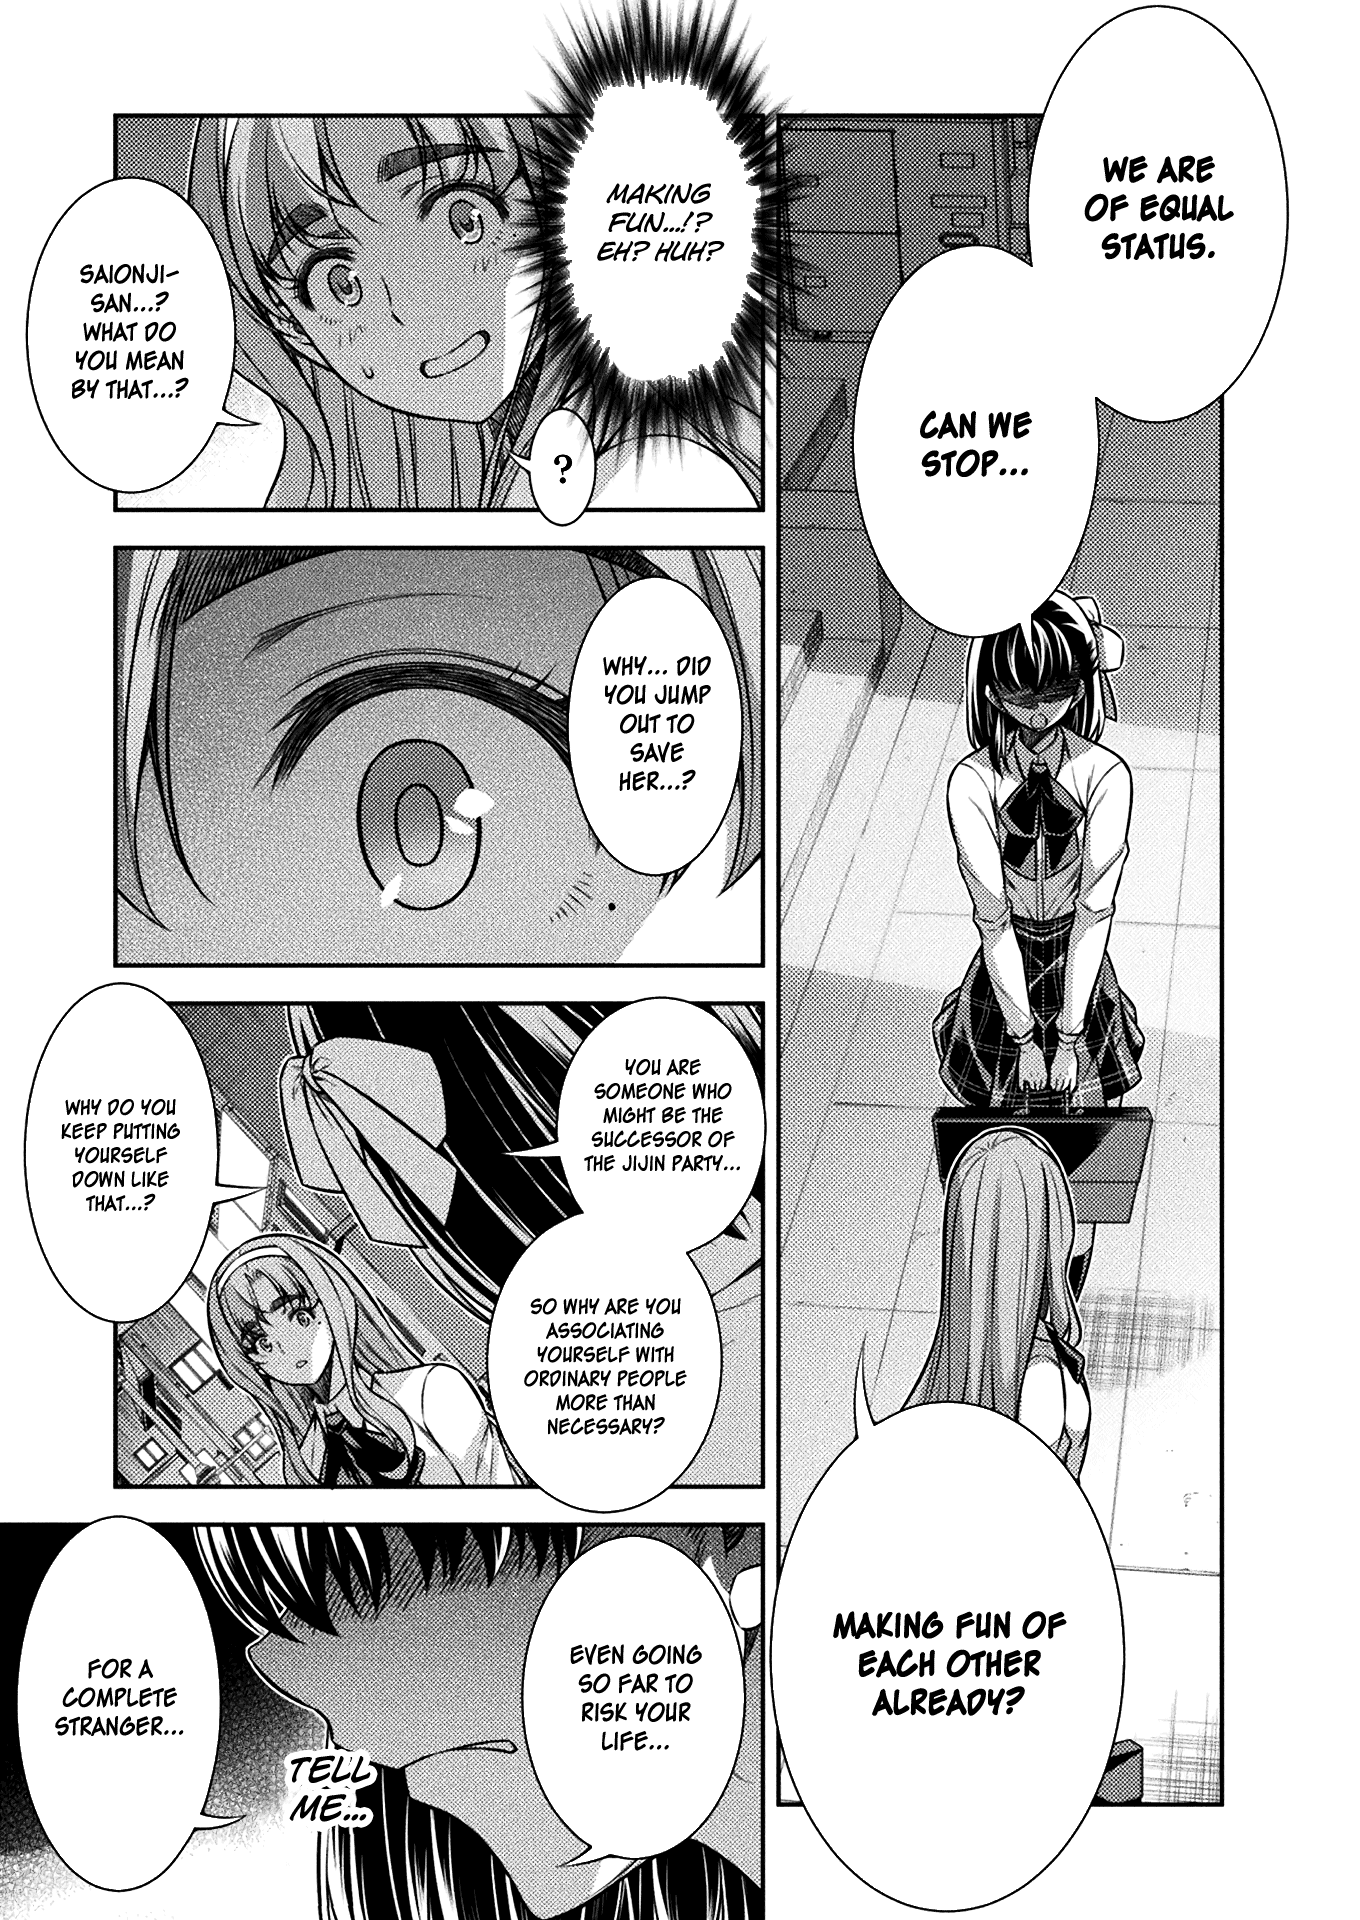 WE ARE
OF EQUAL
STATUS.
CAN WE
STOP...
MAKING FUN OF
EACH OTHER
ALREADY?
MAKING
FUN...!?
EH? HUH?
?
SAIONJI-
SAN...?
WHAT DO
YOU MEAN
BY THAT...?
WHY... DID
YOU JUMP
OUT TO
SAVE
HER...?
YOU ARE
SOMEONE WHO
MIGHT BE THE
SUCCESSOR OF
THE JIJIN PARTY...
SO WHY ARE YOU
ASSOCIATING
YOURSELF WITH
ORDINARY PEOPLE
MORE THAN
NECESSARY?
WHY DO YOU
KEEP PUTTING
YOURSELF
DOWN LIKE
THAT...?
EVEN GOING
SO FAR TO
RISK YOUR
LIFE...
FOR A
COMPLETE
STRANGER...
TELL
ME...